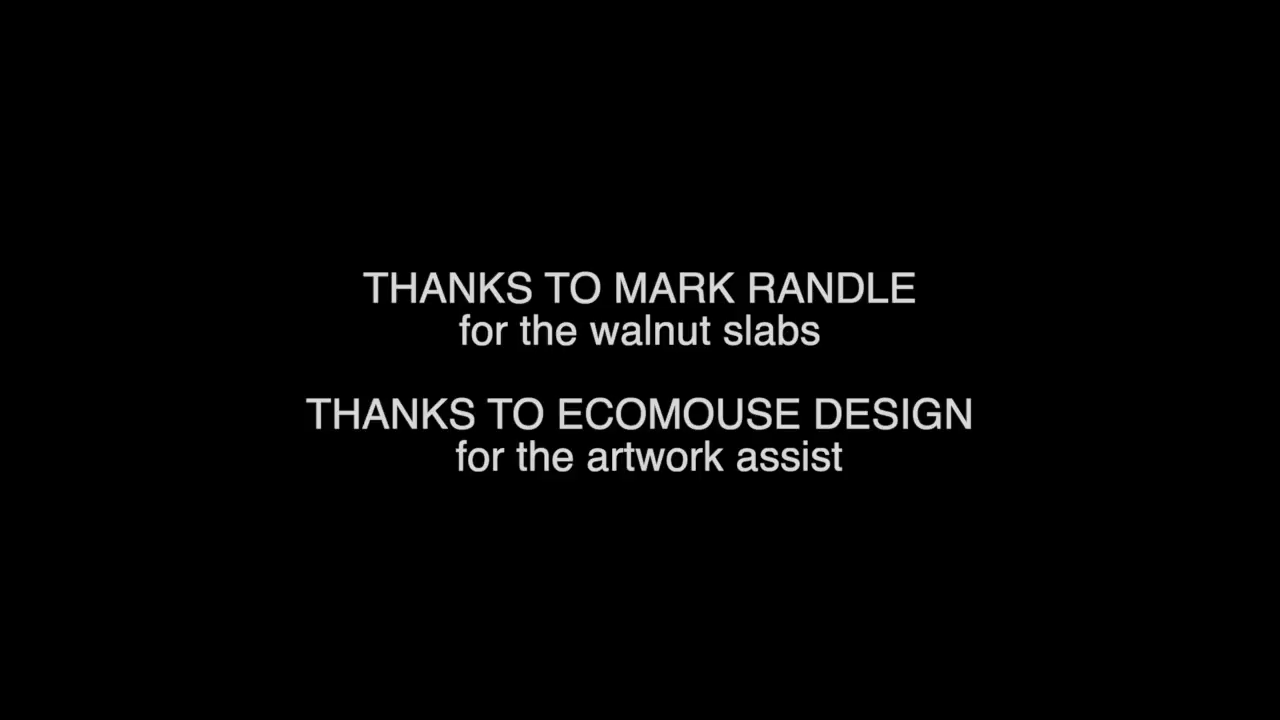 THANKS TO MARK RANDLE
for the walnut slabs
THANKS TO ECOMOUSE DESIGN
for the artwork assist